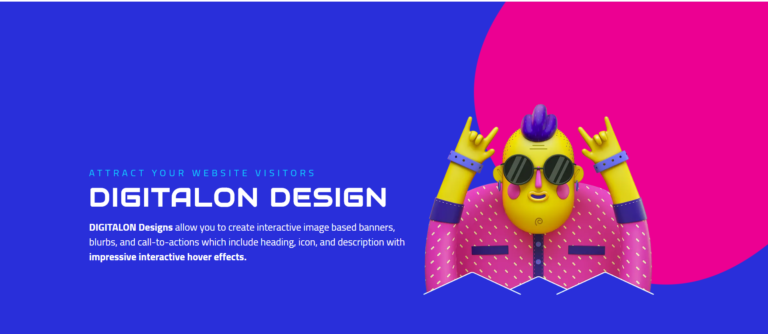 ATTRACT YOUR WEBSITE VISITORS
DIGITALON DESIGN
DIGITALON Designs allow you to create interactive image based banners,
blurbs, and call-to-actions which include heading, icon, and description with
impressive interactive hover effects.